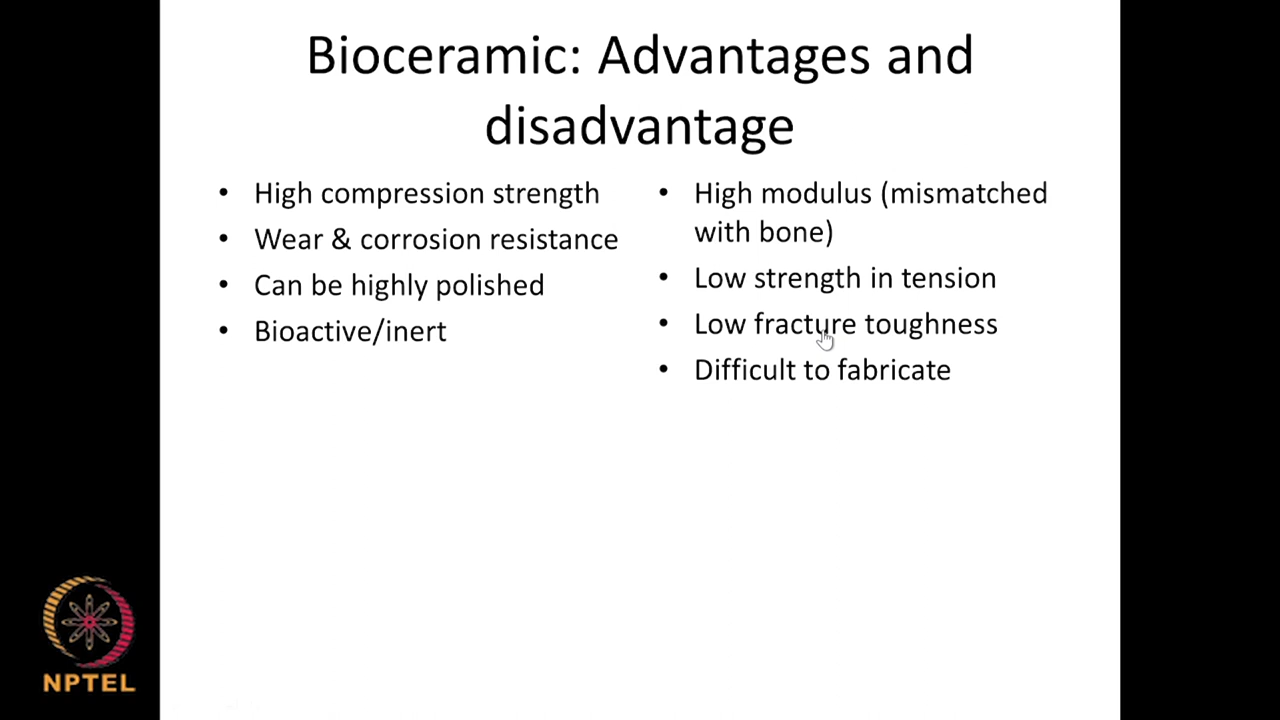 Bioceramic: Advantages and
disadvantage
• High compression strength
• Wear & corrosion resistance
• Can be highly polished
• Bioactive/inert
• High modulus (mismatched
with bone)
• Low strength in tension
• Low fracture toughness
• Difficult to fabricate
NPTEL